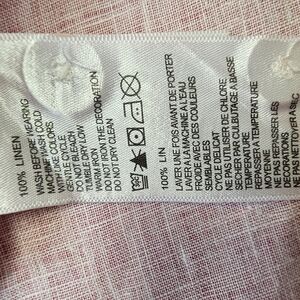 100% LINEN
WASH BEFORE WEARING
MACHINE WASH COLD
WITH LIKE COLORS
GENTLE CYCLE
DO NOT BLEACH
TUMBLE DRY LOW
WARM IRON
DO NOT IRON DECORATION
DO NOT DRY CLEAN
100% LIN
LAVER UNE FOIS AVANT DE PORTER
LAVER A LA MACHINE A L'EAU
FROIDE AVEC DES COULEURS
SEMBLABLES
CYCLE DELICAT
NE PAS UTILISER DE CHLORE
SECHER PAR CULBUTAGE A BASSE
TEMPERATURE
REPASSER A TEMPERATURE
MOYENNE
NE PAS REPASSER LES
DECORATIONS
NE PAS NETTOYER A SEC